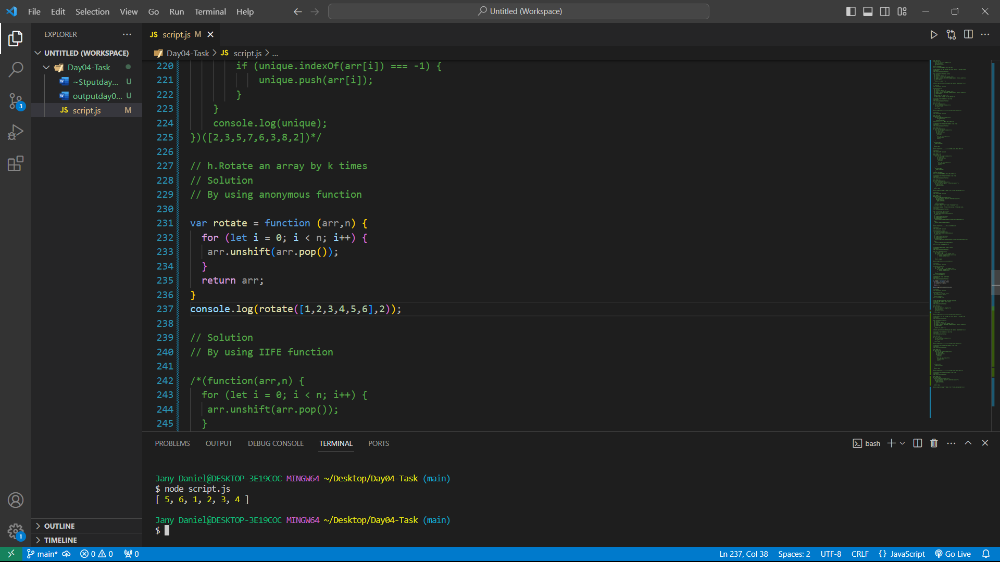 File Edit Selection View Go Run Terminal Help
Untitled (Workspace)
EXPLORER
JS script.js M
UNTITLED (WORKSPACE)
Day04-Task > JS script.js > ...
Day04-Task
~$tputday... U
outputday0... U
JS script.js M
3
220 if (unique.indexOf(arr[i]) === -1) {
221 unique.push(arr[i]);
222 }
223 }
224 console.log(unique);
225 })([2,3,5,7,6,3,8,2])*/
226
227 // h.Rotate an array by k times
228 // Solution
229 // By using anonymous function
230
231 var rotate = function (arr,n) {
232 for (let i = 0; i < n; i++) {
233 arr.unshift(arr.pop());
234 }
235 return arr;
236 }
237 console.log(rotate([1,2,3,4,5,6],2));
238
239 // Solution
240 // By using IIFE function
241
242 /*(function(arr,n) {
243 for (let i = 0; i < n; i++) {
244 arr.unshift(arr.pop());
245 }
PROBLEMS OUTPUT DEBUG CONSOLE TERMINAL PORTS
bash
Jany Daniel@DESKTOP-3E19COC MINGW64 ~/Desktop/Day04-Task (main)
$ node script.js
[ 5, 6, 1, 2, 3, 4 ]
Jany Daniel@DESKTOP-3E19COC MINGW64 ~/Desktop/Day04-Task (main)
$
OUTLINE
1
TIMELINE
main* 0 0 0
Ln 237, Col 38 Spaces: 2 UTF-8 CRLF {} JavaScript Go Live